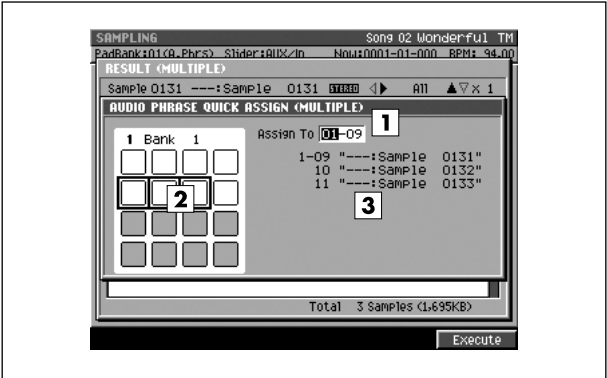 SAMPLING Song 02 Wonderful TM
PadBank:01(A.Phrs) Slider:AUX/In Now:0001-01-000 BPM: 94.00
RESULT (MULTIPLE)
Sample 0131 ---:Sample 0131 STEREO ◁▶ All ▲▽× 1
AUDIO PHRASE QUICK ASSIGN (MULTIPLE)
1
1 Bank 1
Assign To 01-09
1-09 "---:Sample 0131"
10 "---:Sample 0132"
11 "---:Sample 0133"
2
3
Total 3 Samples (1,695KB)
Execute